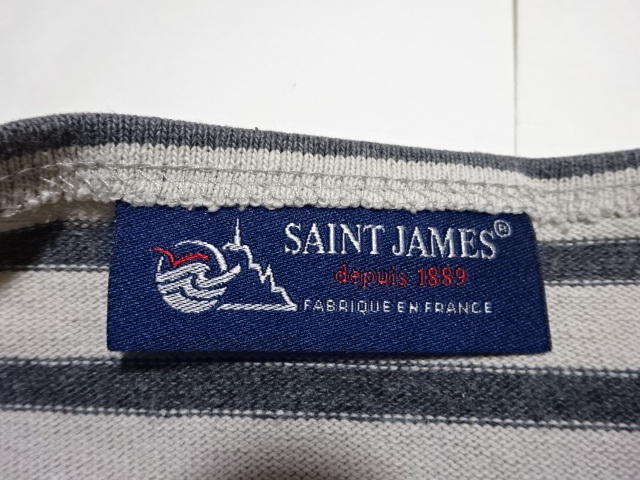 SAINT JAMES®
depuis 1889
FABRIQUE EN FRANCE